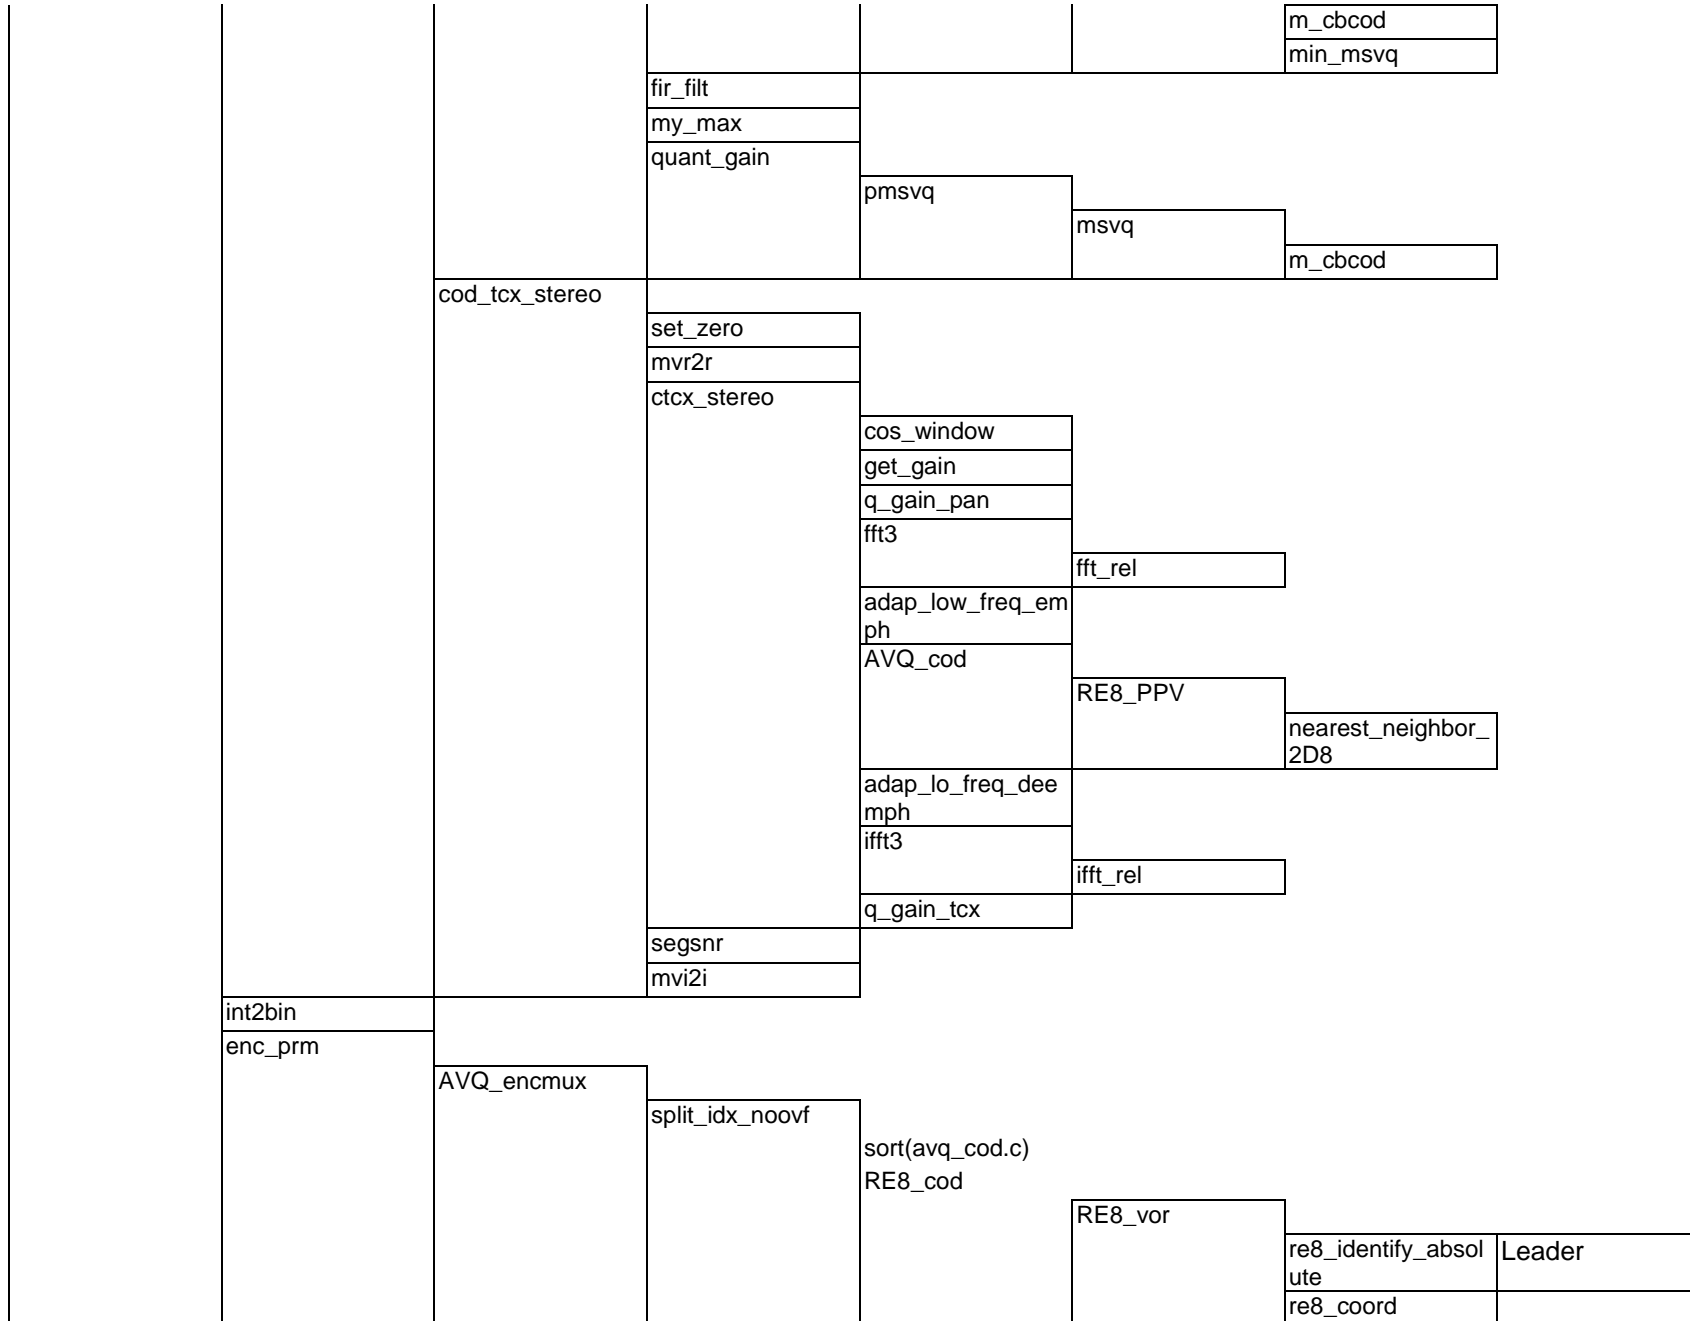 m_cbcod
min_msvq
fir_filt
my_max
quant_gain
pmsvq
msvq
m_cbcod
cod_tcx_stereo
set_zero
mvr2r
ctcx_stereo
cos_window
get_gain
q_gain_pan
fft3
fft_rel
adap_low_freq_em
ph
AVQ_cod
RE8_PPV
nearest_neighbor_
2D8
adap_lo_freq_dee
mph
ifft3
ifft_rel
q_gain_tcx
segsnr
mvi2i
int2bin
enc_prm
AVQ_encmux
split_idx_noovf
sort(avq_cod.c)
RE8_cod
RE8_vor
re8_identify_absol Leader
ute
re8_coord